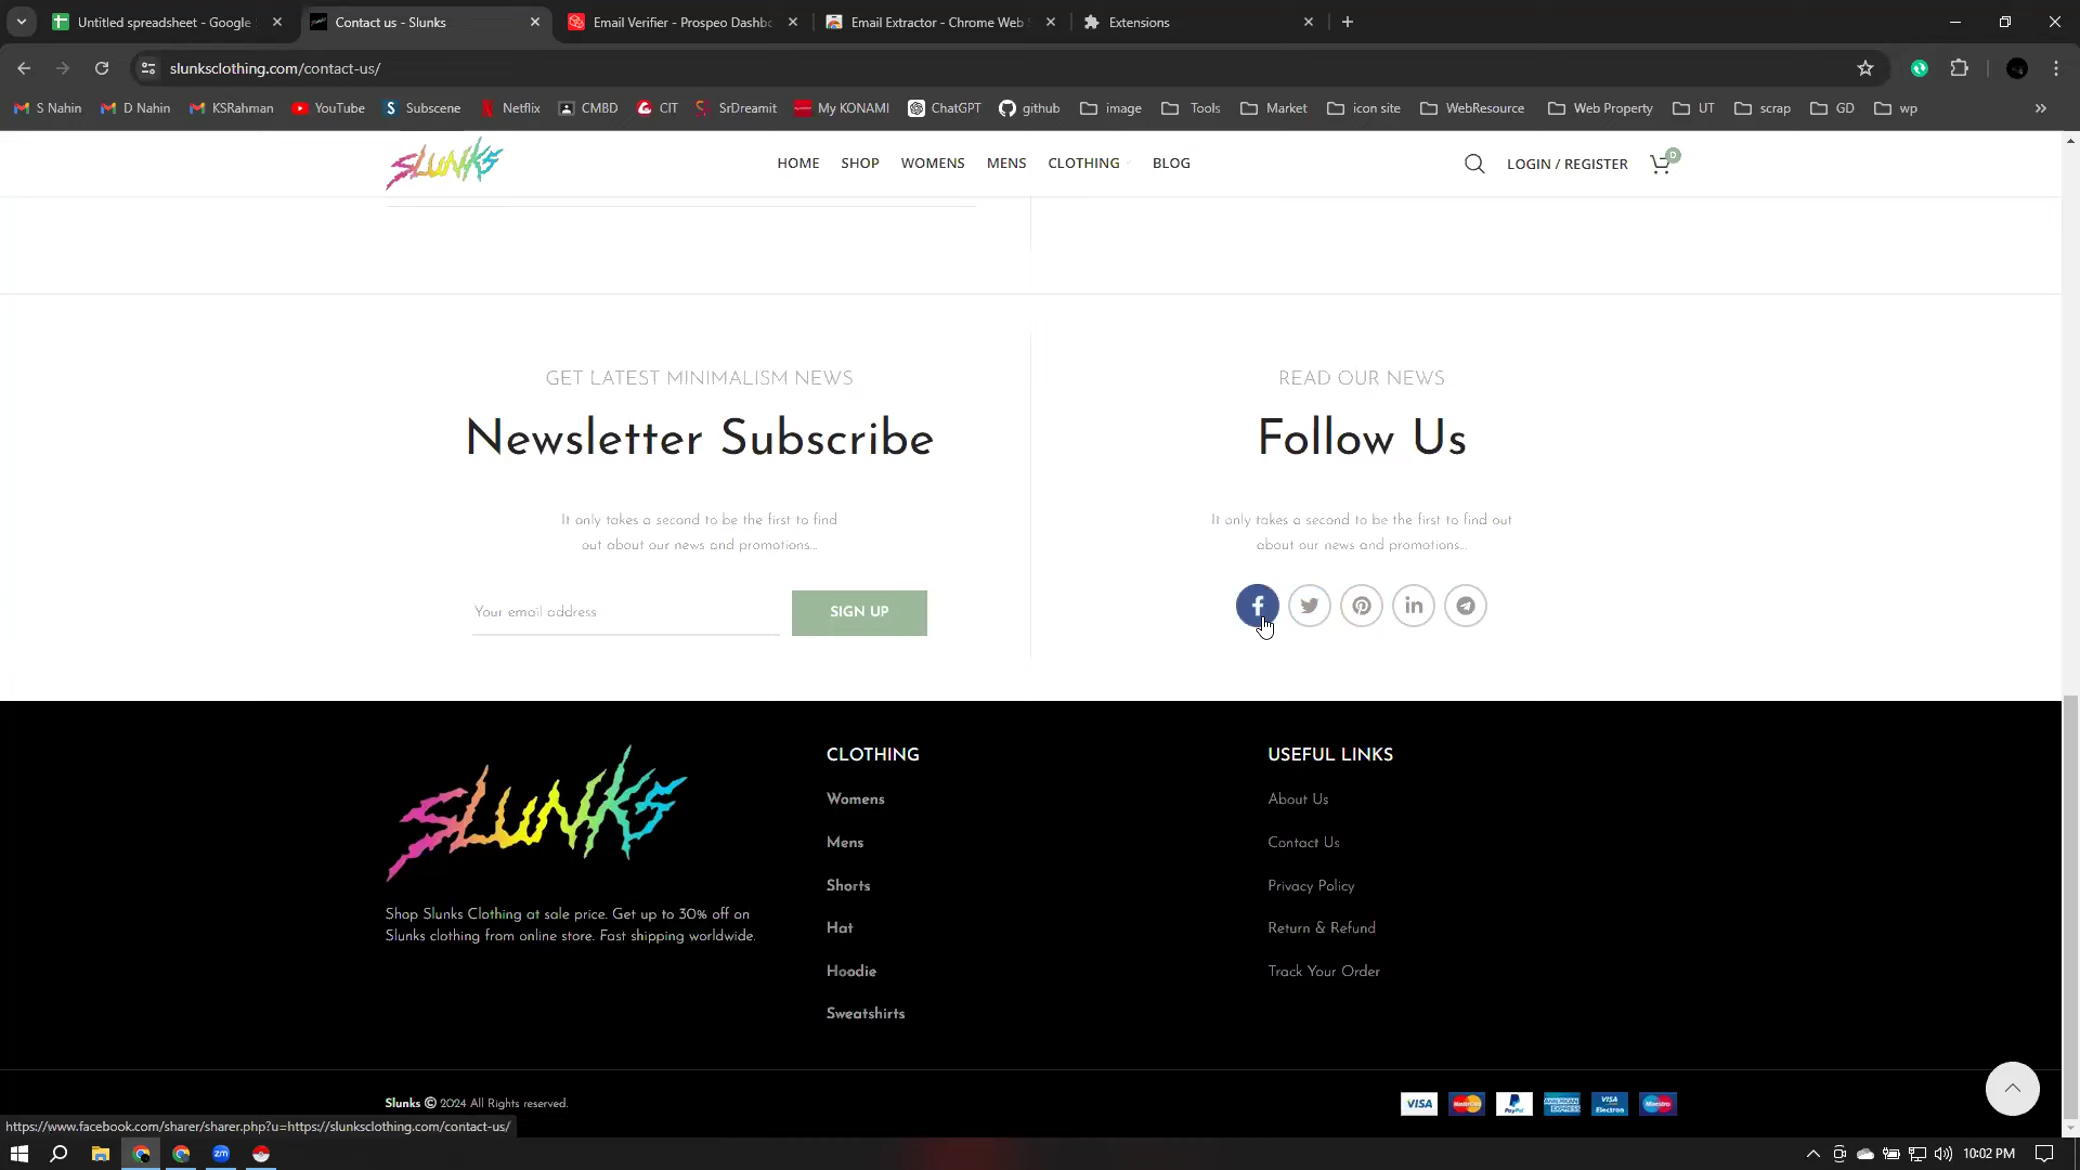 Untitled spreadsheet - Google
Contact us - Slunks
Email Verifier - Prospeo Dashbo
Email Extractor - Chrome Web S
Extensions
slunksclothing.com/contact-us/
S Nahin
D Nahin
KSRahman
YouTube
Subscene
Netflix
CMBD
CIT
SrDreamit
My KONAMI
ChatGPT
github
image
Tools
Market
icon site
WebResource
Web Property
UT
scrap
GD
wp
SLUNKS
HOME
SHOP
WOMENS
MENS
CLOTHING
BLOG
LOGIN / REGISTER
0
GET LATEST MINIMALISM NEWS
Newsletter Subscribe
It only takes a second to be the first to find
out about our news and promotions...
Your email address
SIGN UP
READ OUR NEWS
Follow Us
It only takes a second to be the first to find out
about our news and promotions...
SLUNKS
Shop Slunks Clothing at sale price. Get up to 30% off on
Slunks clothing from online store. Fast shipping worldwide.
CLOTHING
Womens
Mens
Shorts
Hat
Hoodie
Sweatshirts
USEFUL LINKS
About Us
Contact Us
Privacy Policy
Return & Refund
Track Your Order
Slunks © 2024 All Rights reserved.
VISA
MasterCard
PayPal
AMERICAN EXPRESS
VISA Electron
Maestro
https://www.facebook.com/sharer/sharer.php?u=https://slunksclothing.com/contact-us/
10:02 PM